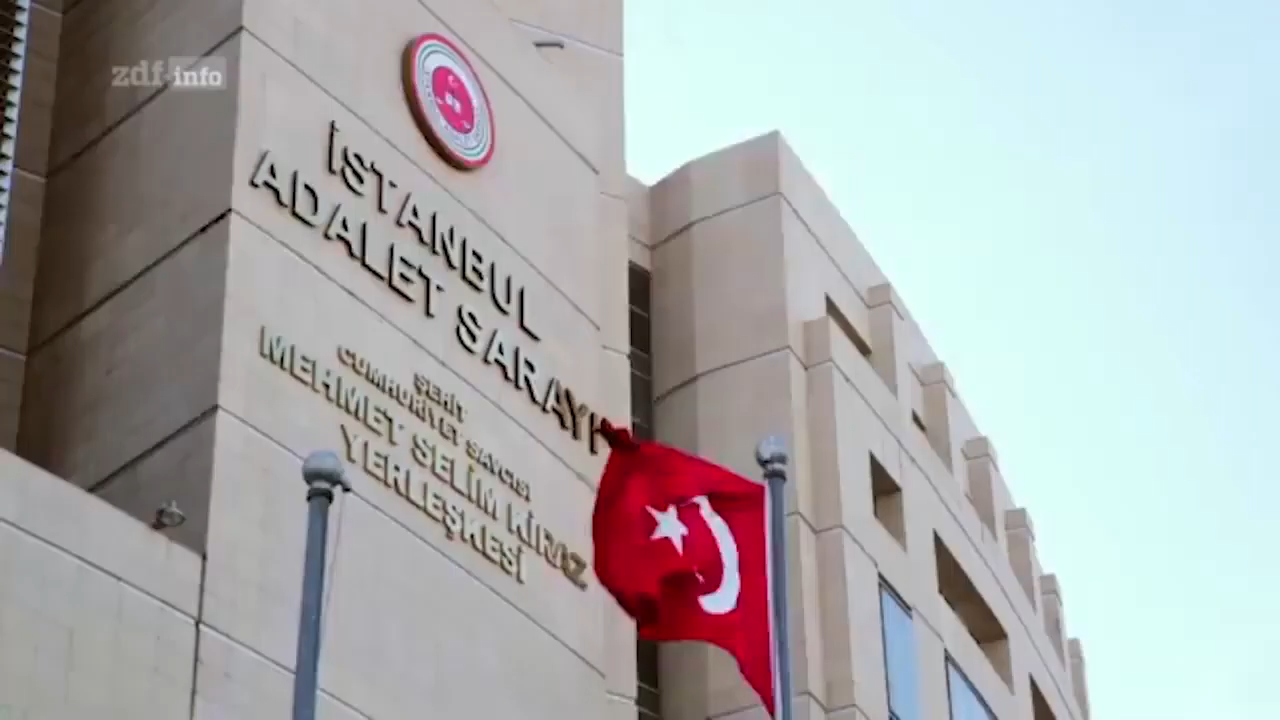 zdf-info
İSTANBUL
ADALET SARAYI
ŞEHİT
CUMHURİYET SAVCISI
MEHMET SELİM KİRAZ
YERLEŞKESİ